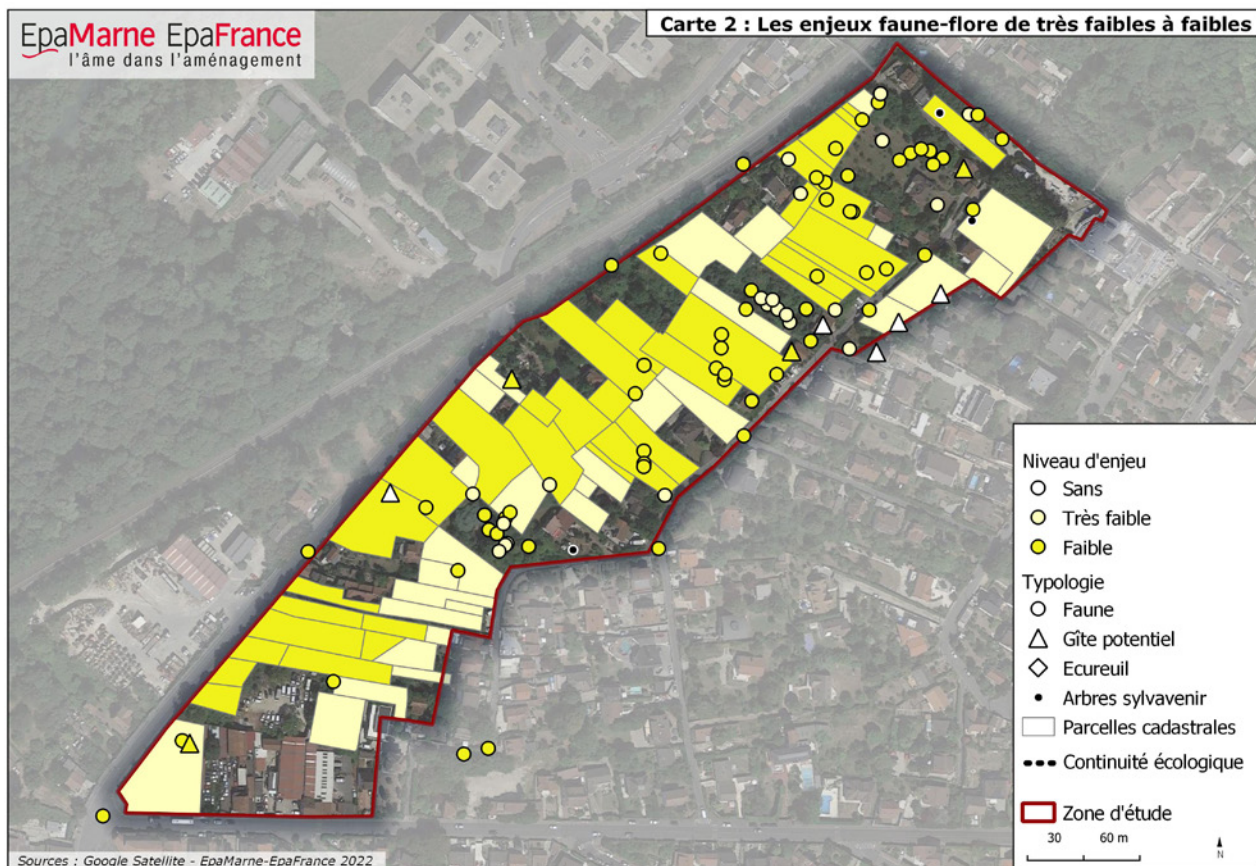 Carte 2 : Les enjeux faune-flore de très faibles à faibles
EpaMarne EpaFrance
l'âme dans l'aménagement
Niveau d'enjeu
Sans
Très faible
Faible
Typologie
Faune
Gîte potentiel
Ecureuil
Arbres sylvavenir
Parcelles cadastrales
Continuité écologique
Zone d'étude
30 60 m
N
Sources : Google Satellite - EpaMarne-EpaFrance 2022